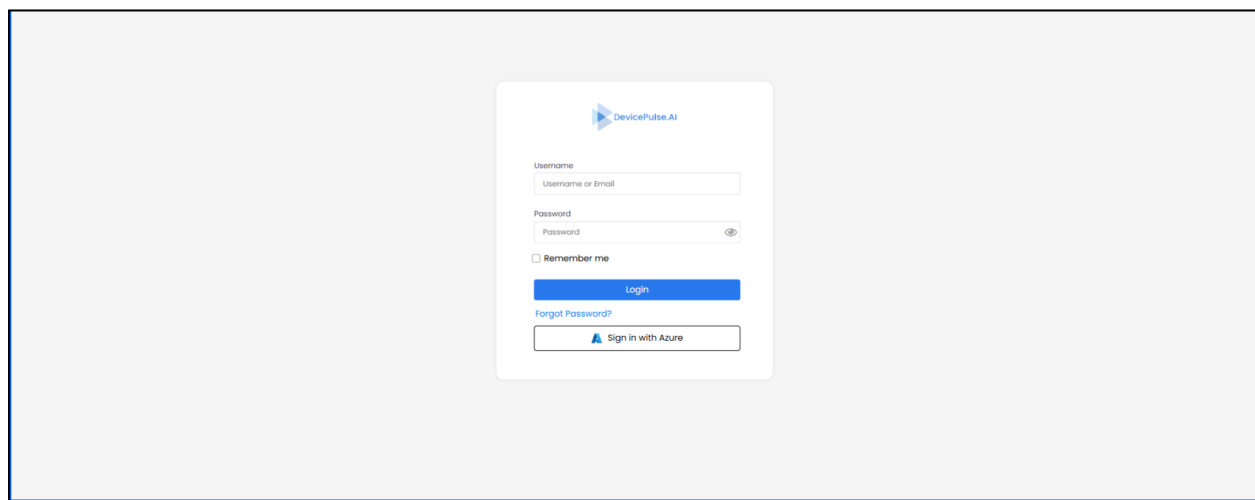 DevicePulse.AI
Username
Username or Email
Password
Password
Remember me
Login
Forgot Password?
Sign in with Azure